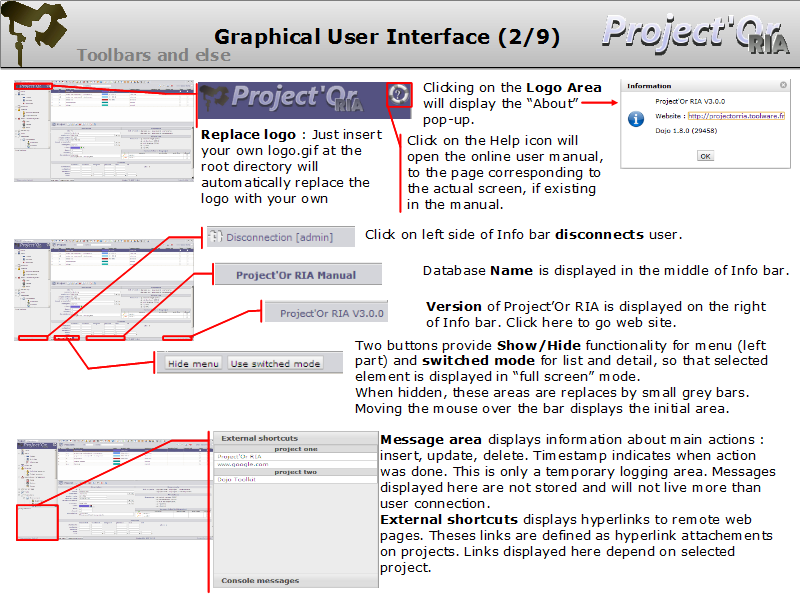 Graphical User Interface (2/9)
Toolbars and else
Project'Or
RIA
Project'Or
RIA
Replace logo : Just insert
your own logo.gif at the
root directory will
automatically replace the
logo with your own
Clicking on the Logo Area
will display the “About”
pop-up.
Click on the Help icon will
open the online user manual,
to the page corresponding to
the actual screen, if existing
in the manual.
Information
Project'Or RIA V3.0.0
Website : http://projectorria.toolware.fr
Dojo 1.8.0 (29458)
OK
Disconnection [admin]
Click on left side of Info bar disconnects user.
Project'Or RIA Manual
Database Name is displayed in the middle of Info bar.
Project'Or RIA V3.0.0
Version of Project’Or RIA is displayed on the right
of Info bar. Click here to go web site.
Hide menu
Use switched mode
Two buttons provide Show/Hide functionality for menu (left
part) and switched mode for list and detail, so that selected
element is displayed in “full screen” mode.
When hidden, these areas are replaces by small grey bars.
Moving the mouse over the bar displays the initial area.
External shortcuts
project one
Project'Or RIA
www.google.com
project two
Dojo Toolkit
Console messages
Message area displays information about main actions :
insert, update, delete. Timestamp indicates when action
was done. This is only a temporary logging area. Messages
displayed here are not stored and will not live more than
user connection.
External shortcuts displays hyperlinks to remote web
pages. Theses links are defined as hyperlink attachements
on projects. Links displayed here depend on selected
project.